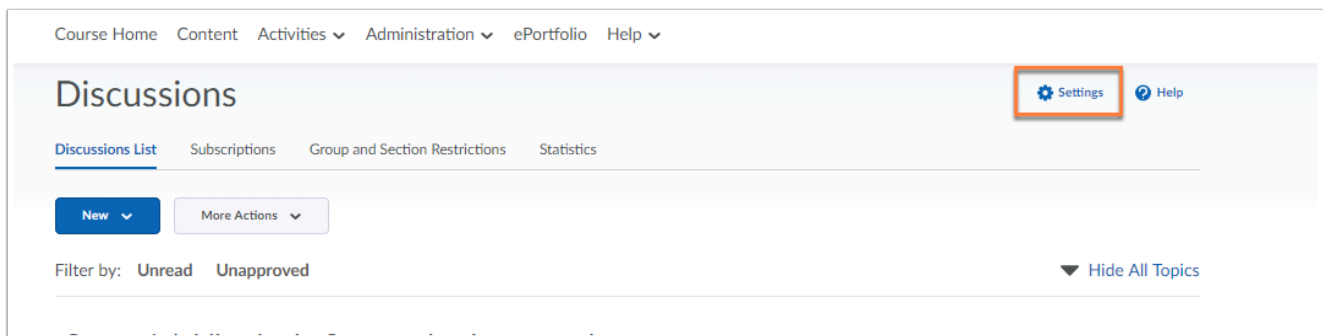 Course Home Content Activities Administration ePortfolio Help
Discussions
Settings Help
Discussions List Subscriptions Group and Section Restrictions Statistics
New More Actions
Filter by: Unread Unapproved
Hide All Topics